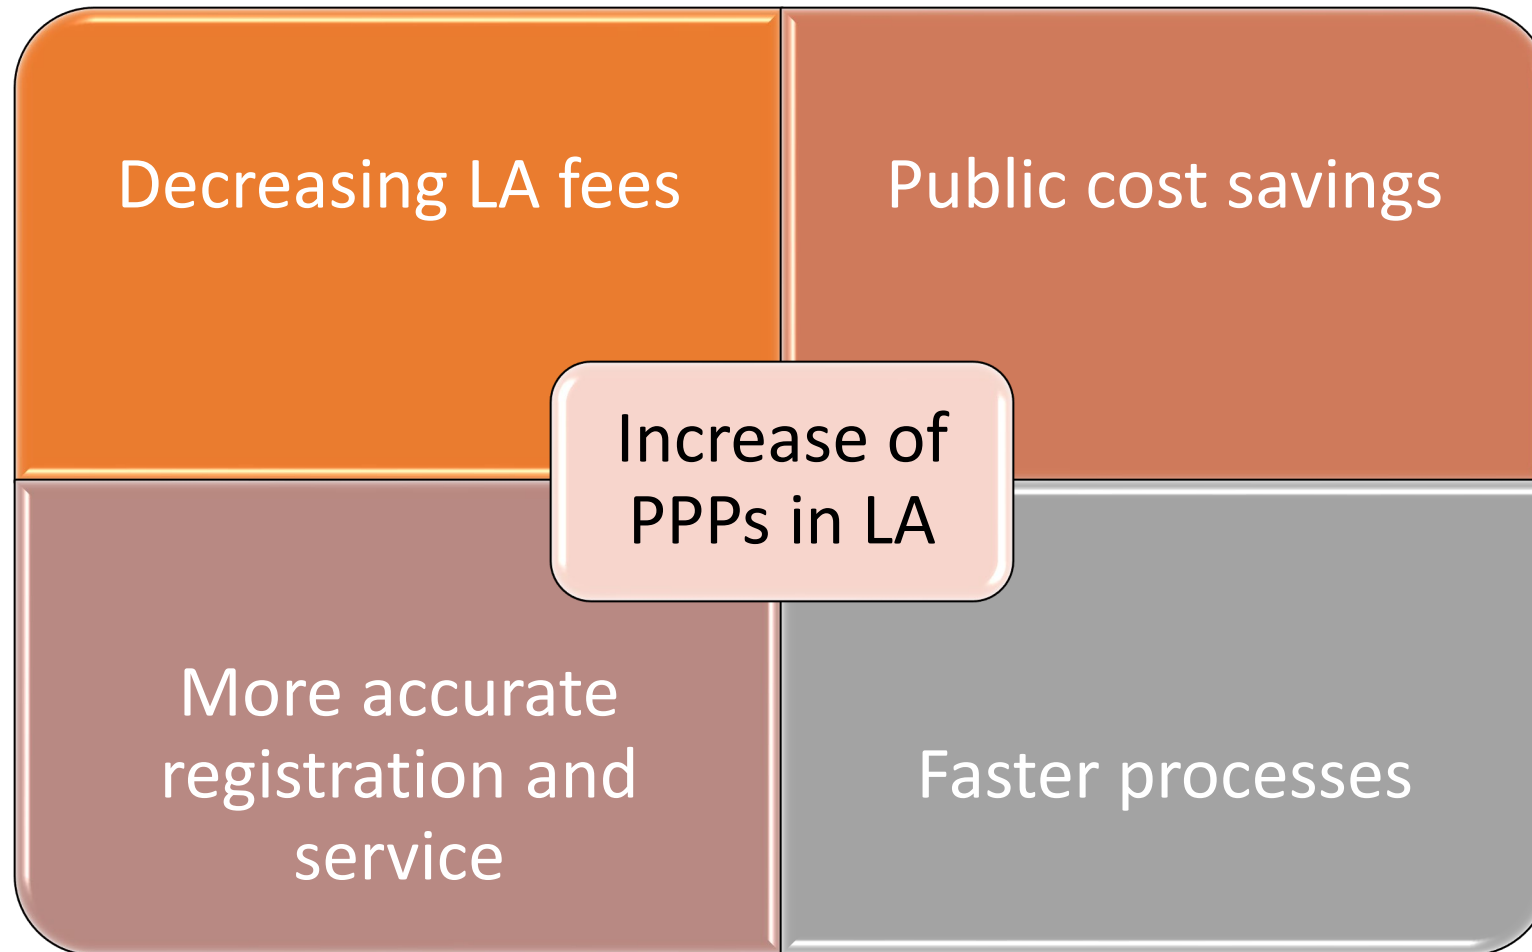 Decreasing LA fees
Public cost savings
Increase of
PPPs in LA
More accurate
registration and
service
Faster processes